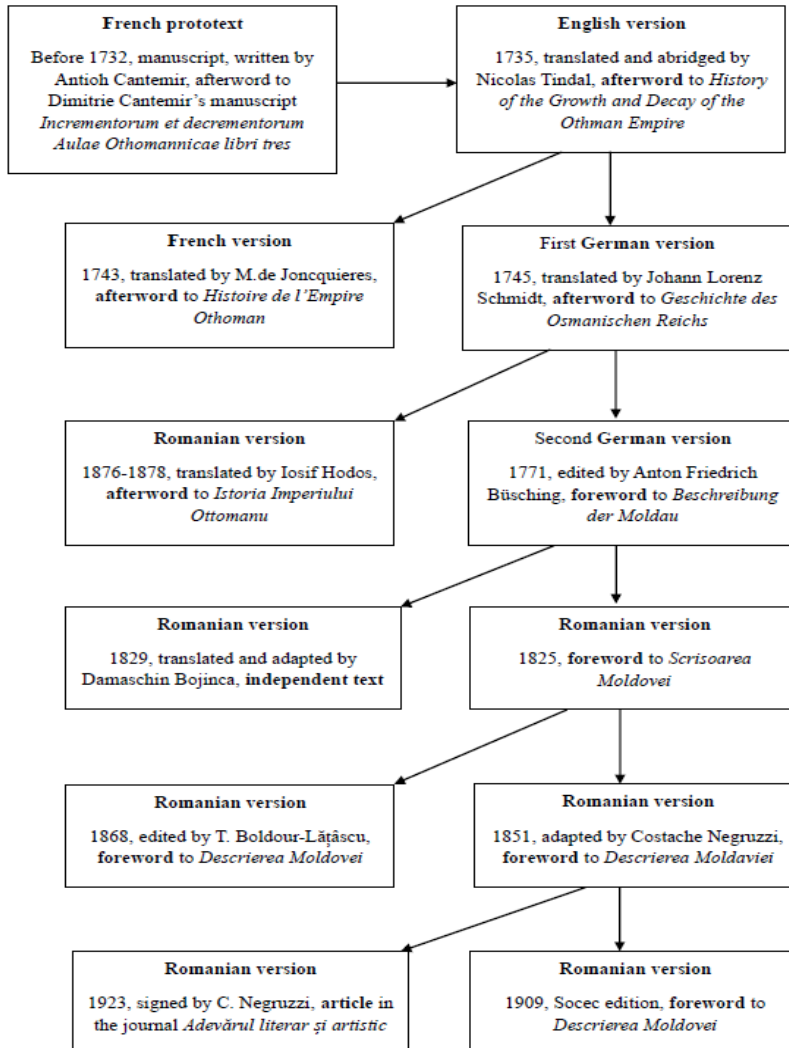 French prototext
Before 1732, manuscript, written by
Antioh Cantemir, afterword to
Dimitrie Cantemir's manuscript
Incrementorum et decrementorum
Aulae Othomannicae libri tres
English version
1735, translated and abridged by
Nicolas Tindal, afterword to History
of the Growth and Decay of the
Othman Empire
French version
1743, translated by M.de Joncquieres,
afterword to Histoire de l'Empire
Othoman
First German version
1745, translated by Johann Lorenz
Schmidt, afterword to Geschichte des
Osmanischen Reichs
Romanian version
1876-1878, translated by Iosif Hodos,
afterword to Istoria Imperiului
Ottomanu
Second German version
1771, edited by Anton Friedrich
Büsching, foreword to Beschreibung
der Moldau
Romanian version
1829, translated and adapted by
Damaschin Bojinca, independent text
Romanian version
1825, foreword to Scrisoarea
Moldovei
Romanian version
1868, edited by T. Boldour-Lățăscu,
foreword to Descrierea Moldovei
Romanian version
1851, adapted by Costache Negruzzi,
foreword to Descrierea Moldaviei
Romanian version
1923, signed by C. Negruzzi, article in
the journal Adevărul literar și artistic
Romanian version
1909, Socec edition, foreword to
Descrierea Moldovei